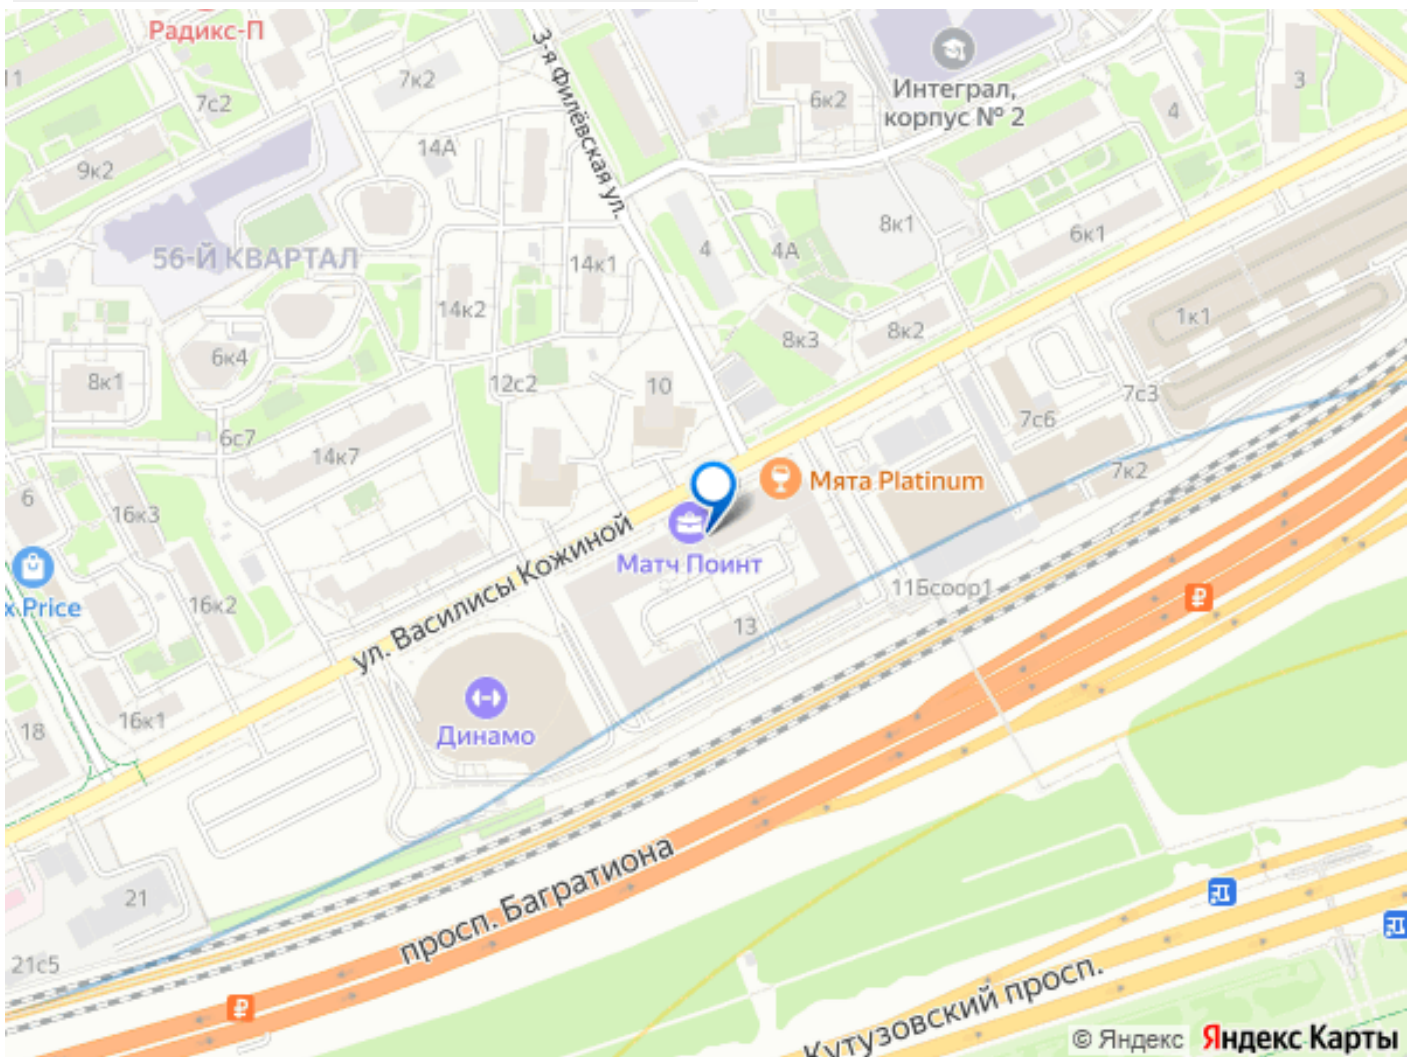 Радикс-П
3-я Филёвская ул.
7к2
11
7с2
6к2
Интеграл,
корпус № 2
3
4
14А
9к2
56-Й КВАРТАЛ
14к1
4
4А
8к1
6к1
14к2
1к1
8к3
8к2
6к4
8к1
12с2
10
7с3
7с6
6с7
14к7
7к2
Мята Platinum
6
16к3
Матч Поинт
ул. Василисы Кожиной
11Бсоор1
x Price
16к2
13
16к1
18
Динамо
21
просп. Багратиона
21с5
Кутузовский просп.
© Яндекс Яндекс Карты